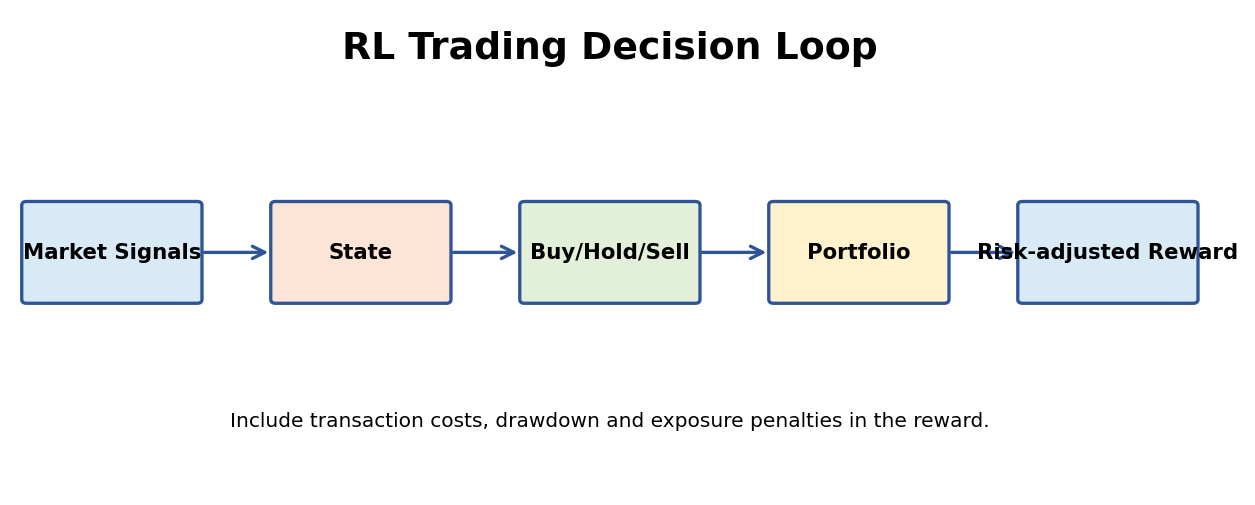 RL Trading Decision Loop
Market Signals
State
Buy/Hold/Sell
Portfolio
Risk-adjusted Reward
Include transaction costs, drawdown and exposure penalties in the reward.